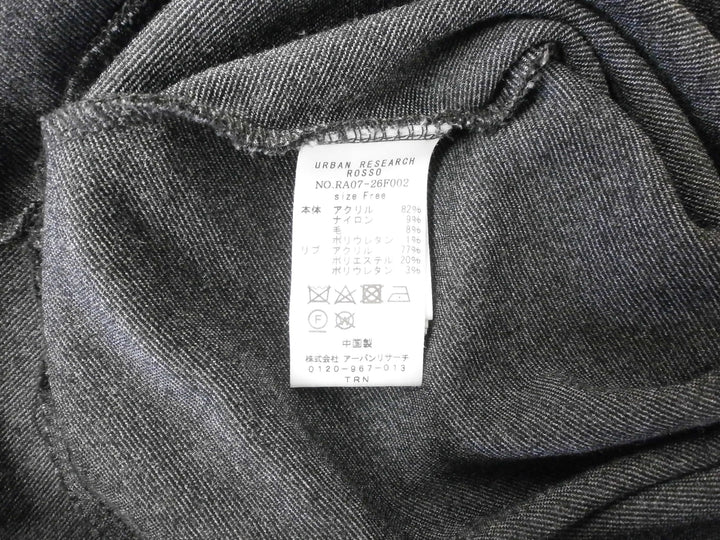 URBAN RESEARCH
ROSSO
NO.RA07-26F002
size Free
本体 アクリル 82%
ナイロン 9%
毛 8%
ポリウレタン 1%
リブ アクリル 77%
ポリエステル 20%
ポリウレタン 3%
F W
中国製
株式会社 アーバンリサーチ
0120-967-013
TRN